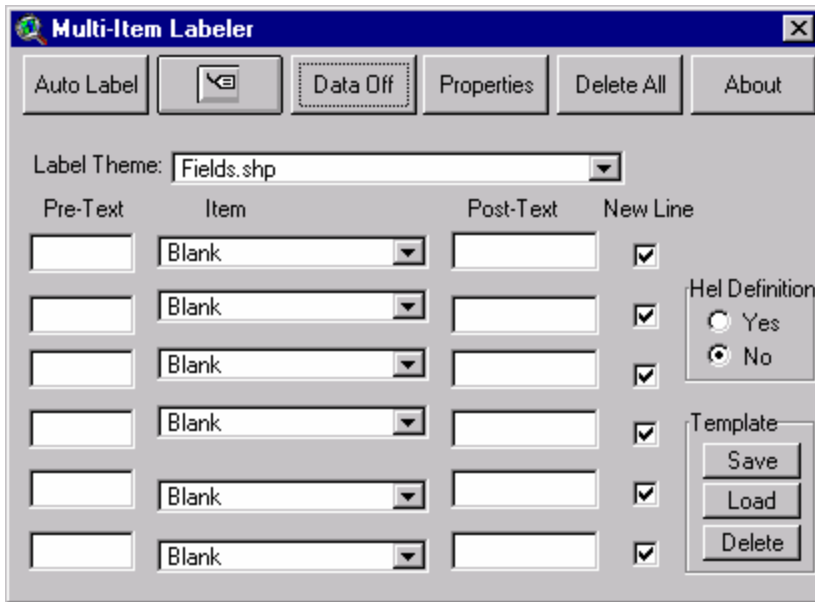 Multi-Item Labeler
Auto Label Data Off Properties Delete All About
Label Theme: Fields.shp
Pre-Text Item Post-Text New Line
Blank
Blank
Blank
Blank
Blank
Blank
Hel Definition
Yes
No
Template
Save
Load
Delete